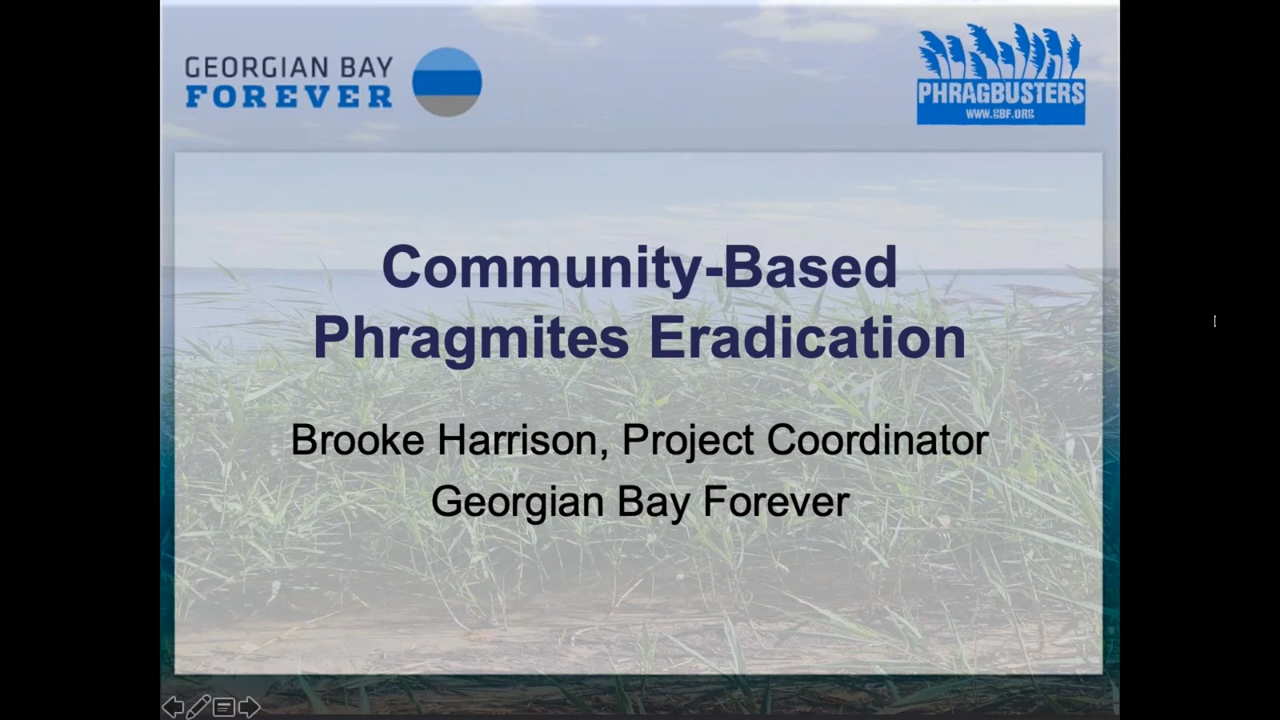 GEORGIAN BAY
FOREVER
PHRAGBUSTERS
WWW.GBF.ORG
Community-Based
Phragmites Eradication
Brooke Harrison, Project Coordinator
Georgian Bay Forever